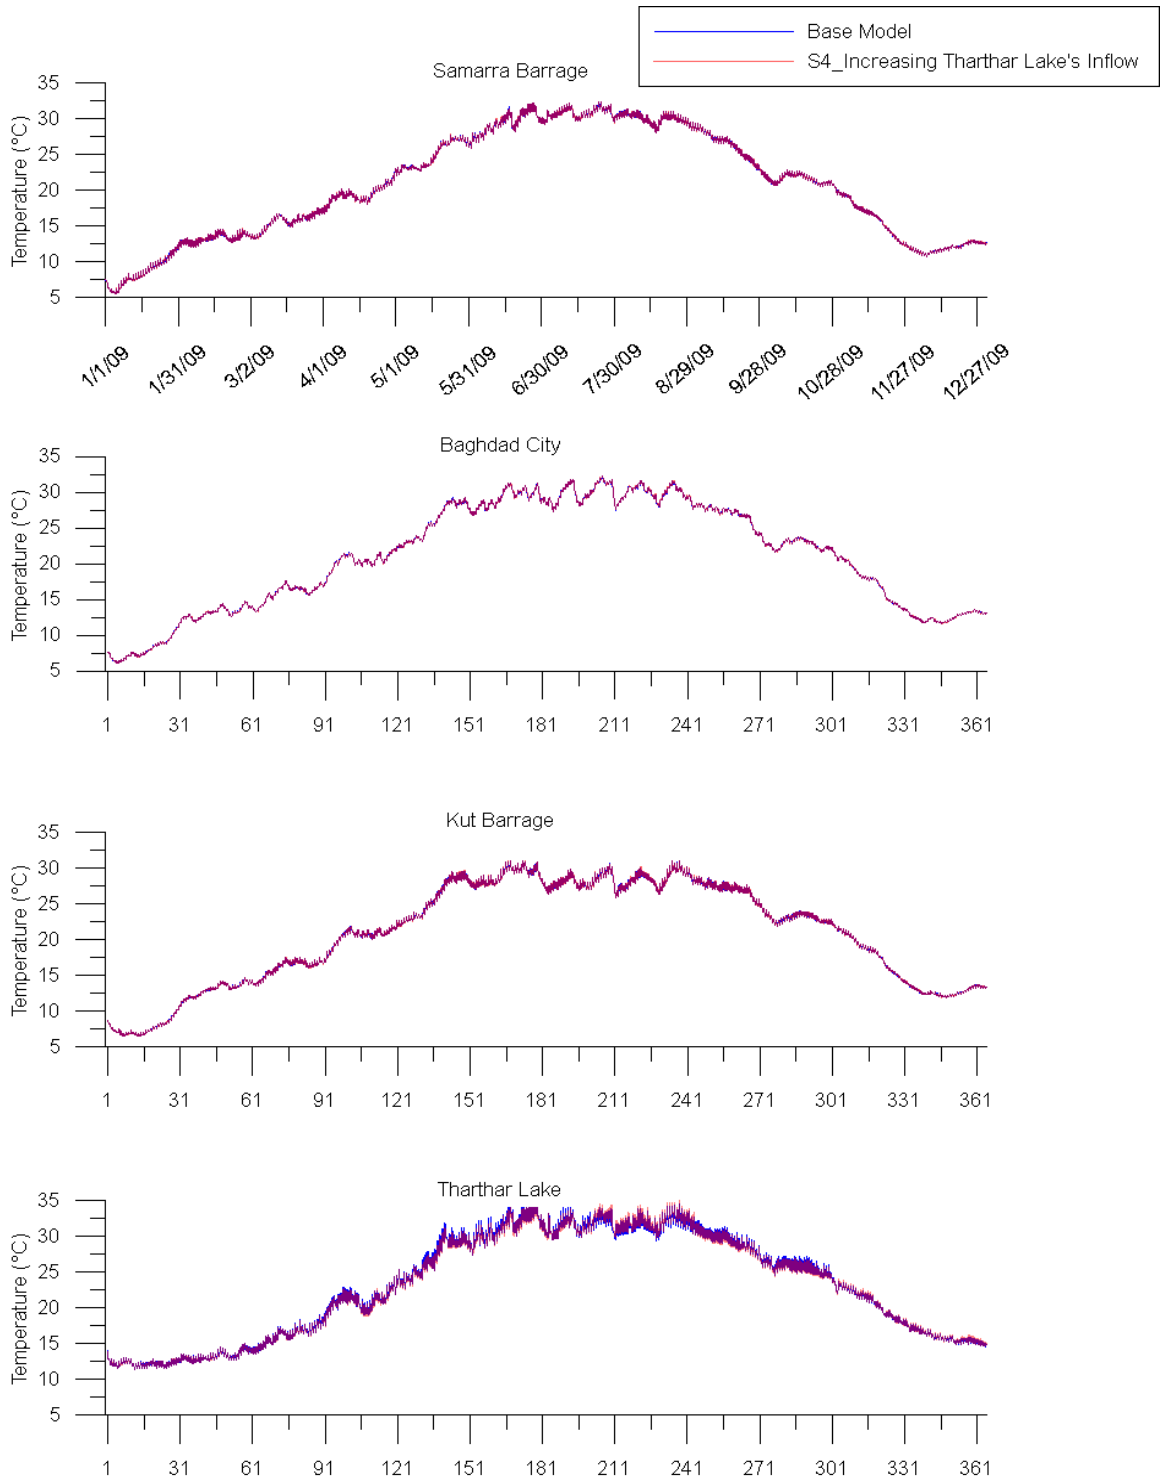 Base Model
S4_Increasing Tharthar Lake's Inflow
Samarra Barrage
Temperature (°C)
35
30
25
20
15
10
5
1/1/09 1/31/09 3/2/09 4/1/09 5/1/09 5/31/09 6/30/09 7/30/09 8/29/09 9/28/09 10/28/09 11/27/09 12/27/09
Baghdad City
Temperature (°C)
35
30
25
20
15
10
5
1 31 61 91 121 151 181 211 241 271 301 331 361
Kut Barrage
Temperature (°C)
35
30
25
20
15
10
5
1 31 61 91 121 151 181 211 241 271 301 331 361
Tharthar Lake
Temperature (°C)
35
30
25
20
15
10
5
1 31 61 91 121 151 181 211 241 271 301 331 361